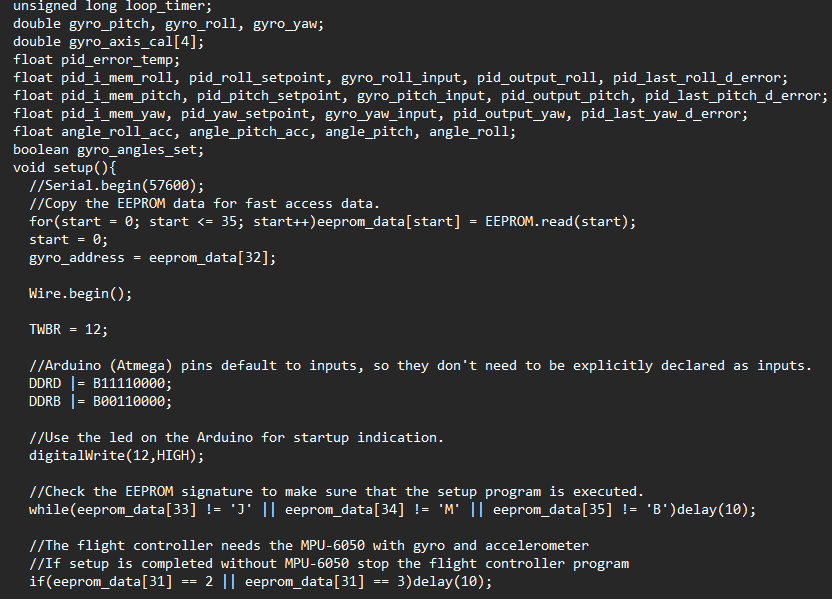 unsigned long loop_timer;
double gyro_pitch, gyro_roll, gyro_yaw;
double gyro_axis_cal[4];
float pid_error_temp;
float pid_i_mem_roll, pid_roll_setpoint, gyro_roll_input, pid_output_roll, pid_last_roll_d_error;
float pid_i_mem_pitch, pid_pitch_setpoint, gyro_pitch_input, pid_output_pitch, pid_last_pitch_d_error;
float pid_i_mem_yaw, pid_yaw_setpoint, gyro_yaw_input, pid_output_yaw, pid_last_yaw_d_error;
float angle_roll_acc, angle_pitch_acc, angle_pitch, angle_roll;
boolean gyro_angles_set;
void setup(){
  //Serial.begin(57600);
  //Copy the EEPROM data for fast access data.
  for(start = 0; start <= 35; start++)eeprom_data[start] = EEPROM.read(start);
  start = 0;
  gyro_address = eeprom_data[32];
  Wire.begin();
  TWBR = 12;
  //Arduino (Atmega) pins default to inputs, so they don't need to be explicitly declared as inputs.
  DDRD |= B11110000;
  DDRB |= B00110000;
  //Use the led on the Arduino for startup indication.
  digitalWrite(12,HIGH);
  //Check the EEPROM signature to make sure that the setup program is executed.
  while(eeprom_data[33] != 'J' || eeprom_data[34] != 'M' || eeprom_data[35] != 'B')delay(10);
  //The flight controller needs the MPU-6050 with gyro and accelerometer
  //If setup is completed without MPU-6050 stop the flight controller program
  if(eeprom_data[31] == 2 || eeprom_data[31] == 3)delay(10);